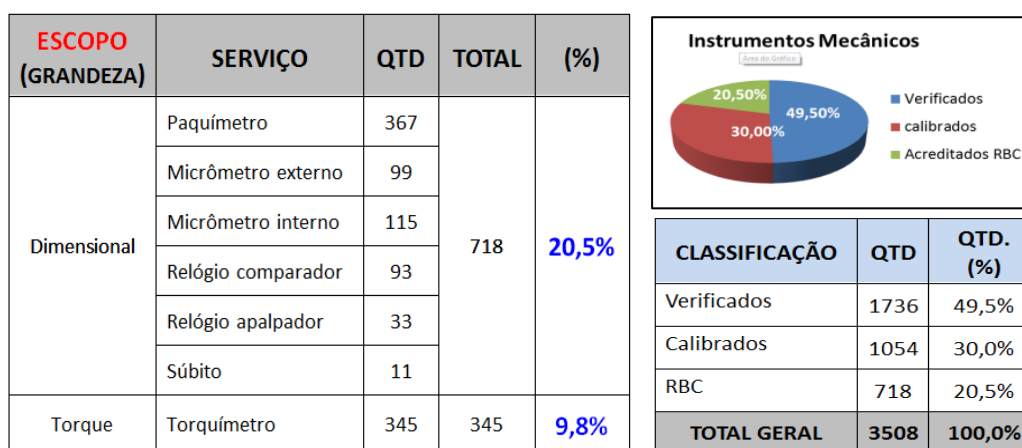 ESCOPO
(GRANDEZA)
SERVIÇO
QTD
TOTAL
(%)
Dimensional
Paquímetro
367
Micrômetro externo
99
Micrômetro interno
115
Relógio comparador
93
Relógio apalpador
33
Súbito
11
718
20,5%
Torque
Torquímetro
345
345
9,8%
Instrumentos Mecânicos
Área do Gráfico
20,50%
49,50%
30,00%
Verificados
calibrados
Acreditados RBC
CLASSIFICAÇÃO
QTD
QTD.
(%)
Verificados
1736
49,5%
Calibrados
1054
30,0%
RBC
718
20,5%
TOTAL GERAL
3508
100,0%